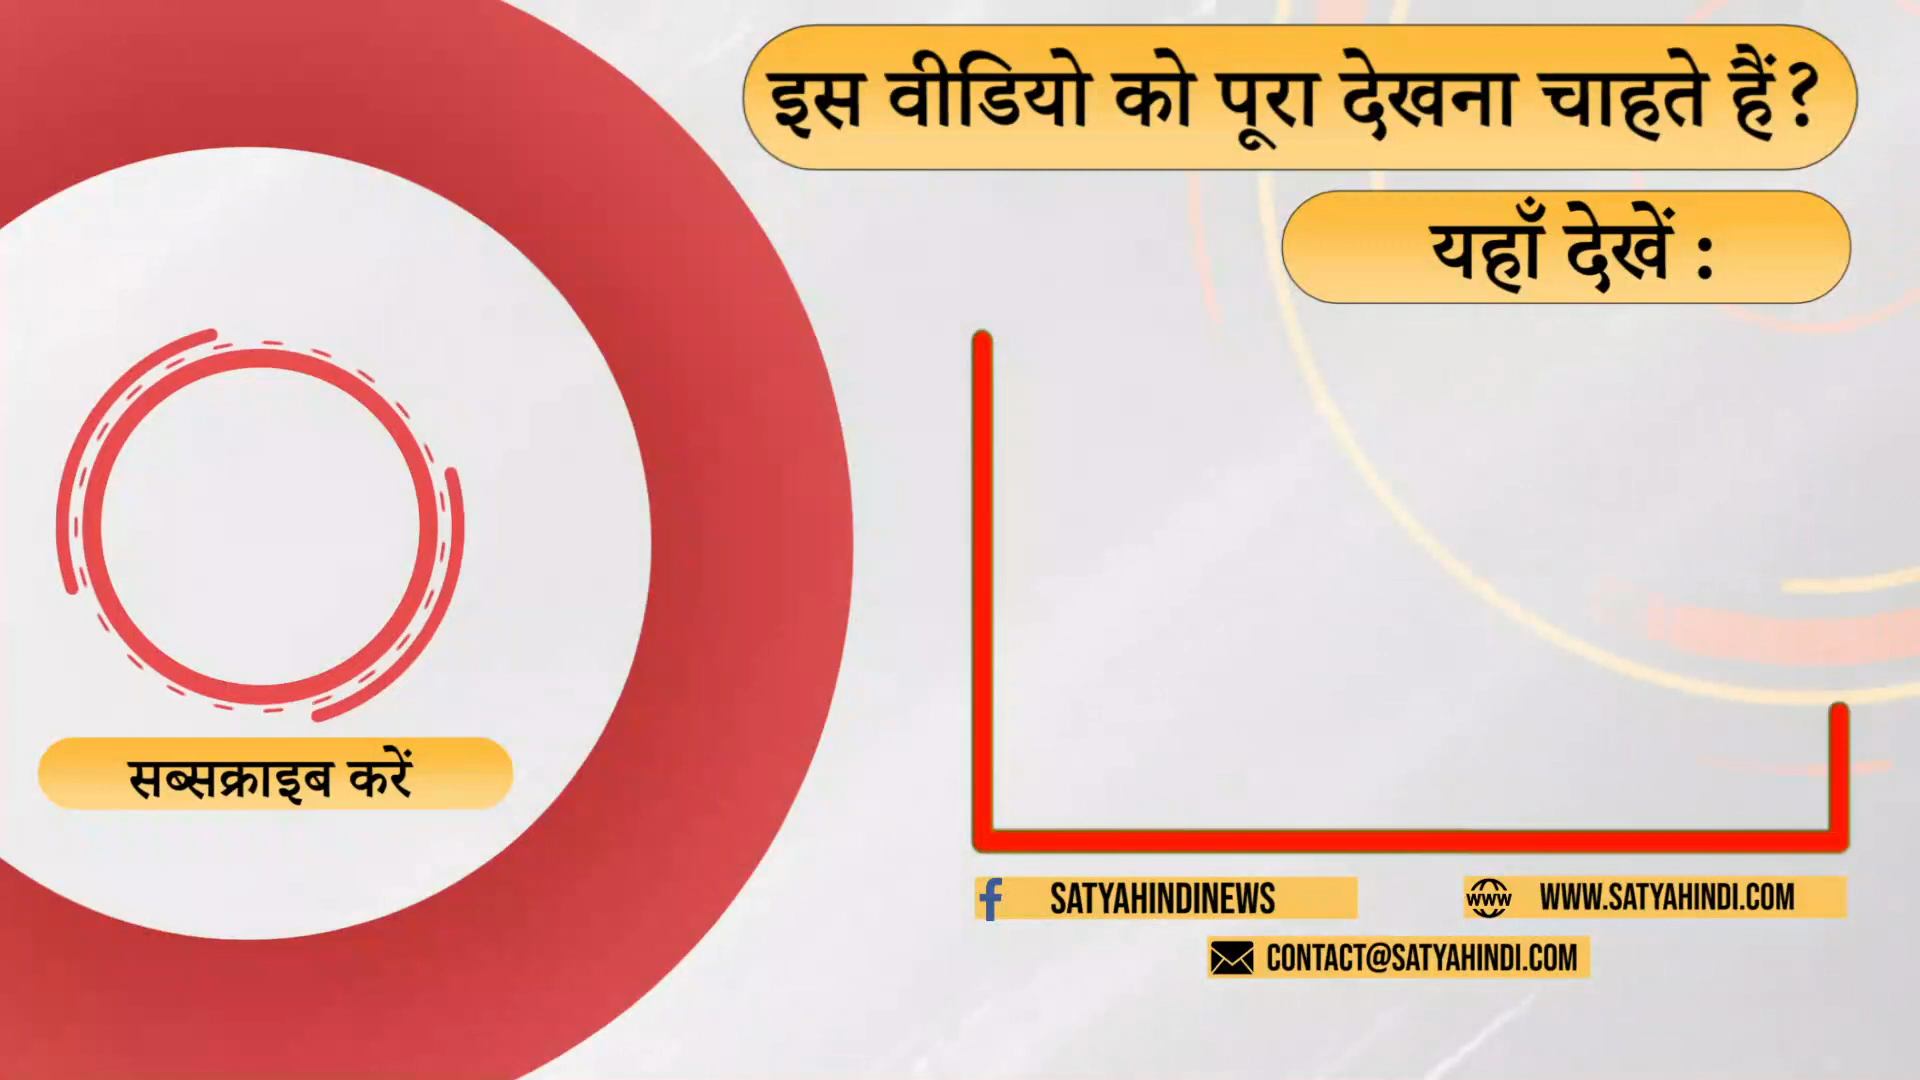 इस वीडियो को पूरा देखना चाहते हैं?
यहाँ देखें :
सब्सक्राइब करें
SATYAHINDINEWS
WWW WWW.SATYAHINDI.COM
CONTACT@SATYAHINDI.COM